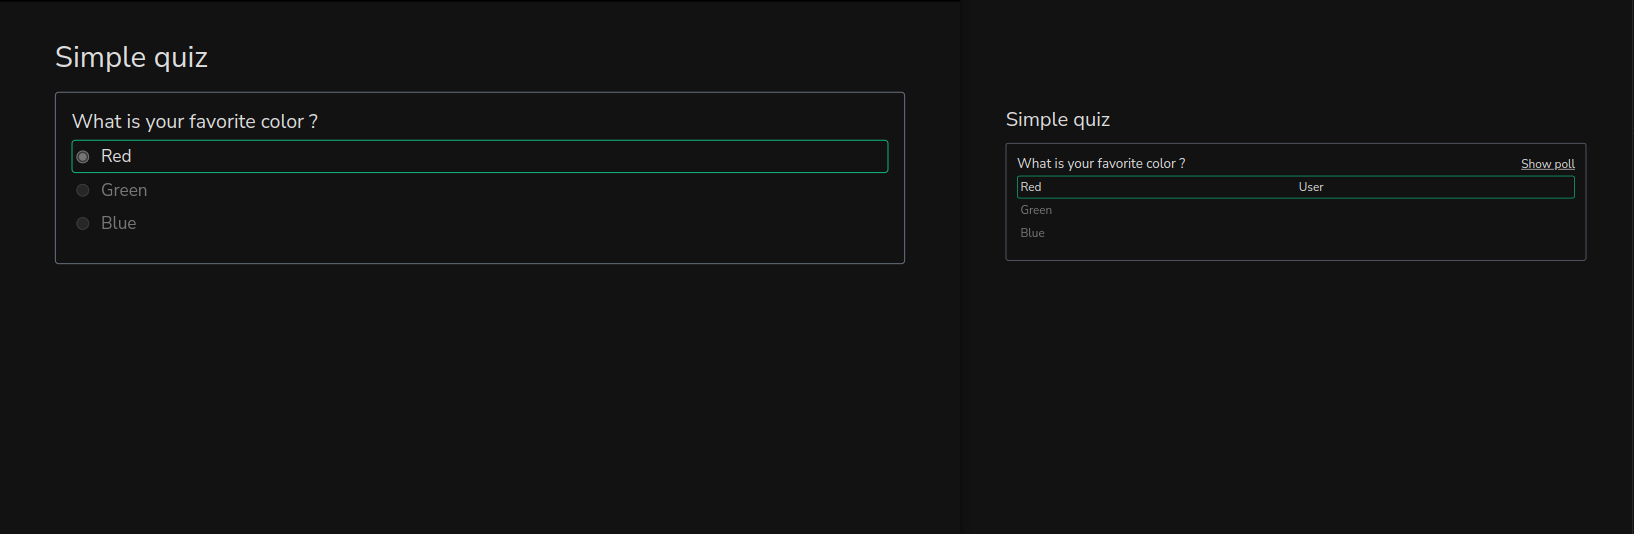 Simple quiz
What is your favorite color ?
Red
Green
Blue
Simple quiz
What is your favorite color ? Show poll
Red User
Green
Blue